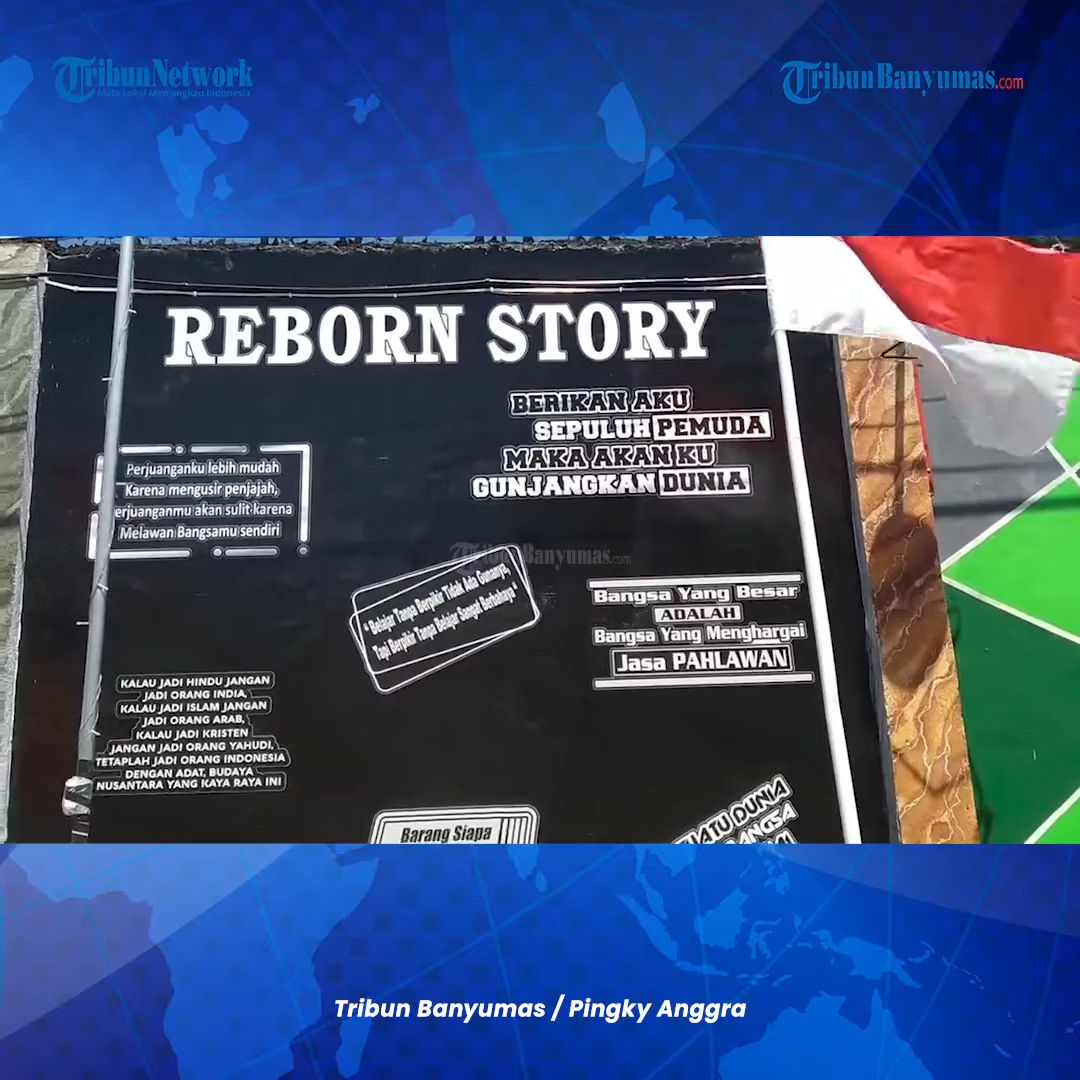 TribunNetwork
Mata Lokal Menjangkau Indonesia
TribunBanyumas.com
REBORN STORY
BERIKAN AKU
SEPULUH PEMUDA
MAKA AKAN KU
GUNJANGKAN DUNIA
Perjuanganku lebih mudah
Karena mengusir penjajah,
erjuanganmu akan sulit karena
Melawan Bangsamu sendiri
TribunBanyumas.com
"Belajar Tanpa Berpikir Tidak Ada Gunanya,
Tapi Berpikir Tanpa Belajar Sangat Berbahaya"
Bangsa Yang Besar
ADALAH
Bangsa Yang Menghargai
Jasa PAHLAWAN
KALAU JADI HINDU JANGAN
JADI ORANG INDIA,
KALAU JADI ISLAM JANGAN
JADI ORANG ARAB,
KALAU JADI KRISTEN
JANGAN JADI ORANG YAHUDI,
TETAPLAH JADI ORANG INDONESIA
DENGAN ADAT, BUDAYA
NUSANTARA YANG KAYA RAYA INI
Barang Siapa
DUNIA
Tribun Banyumas / Pingky Anggra